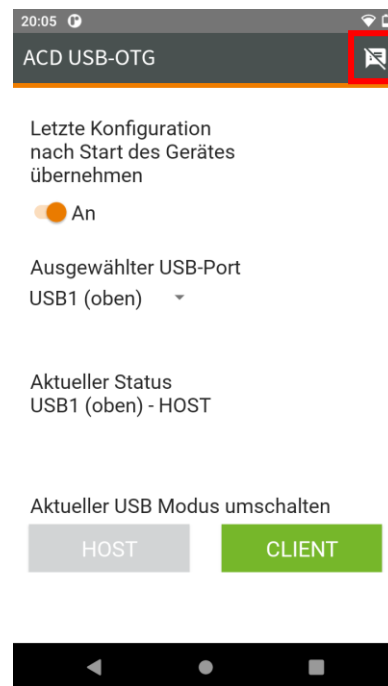 20:05
ACD USB-OTG
Letzte Konfiguration
nach Start des Gerätes
übernehmen
An
Ausgewählter USB-Port
USB1 (oben)
Aktueller Status
USB1 (oben) - HOST
Aktueller USB Modus umschalten
HOST CLIENT